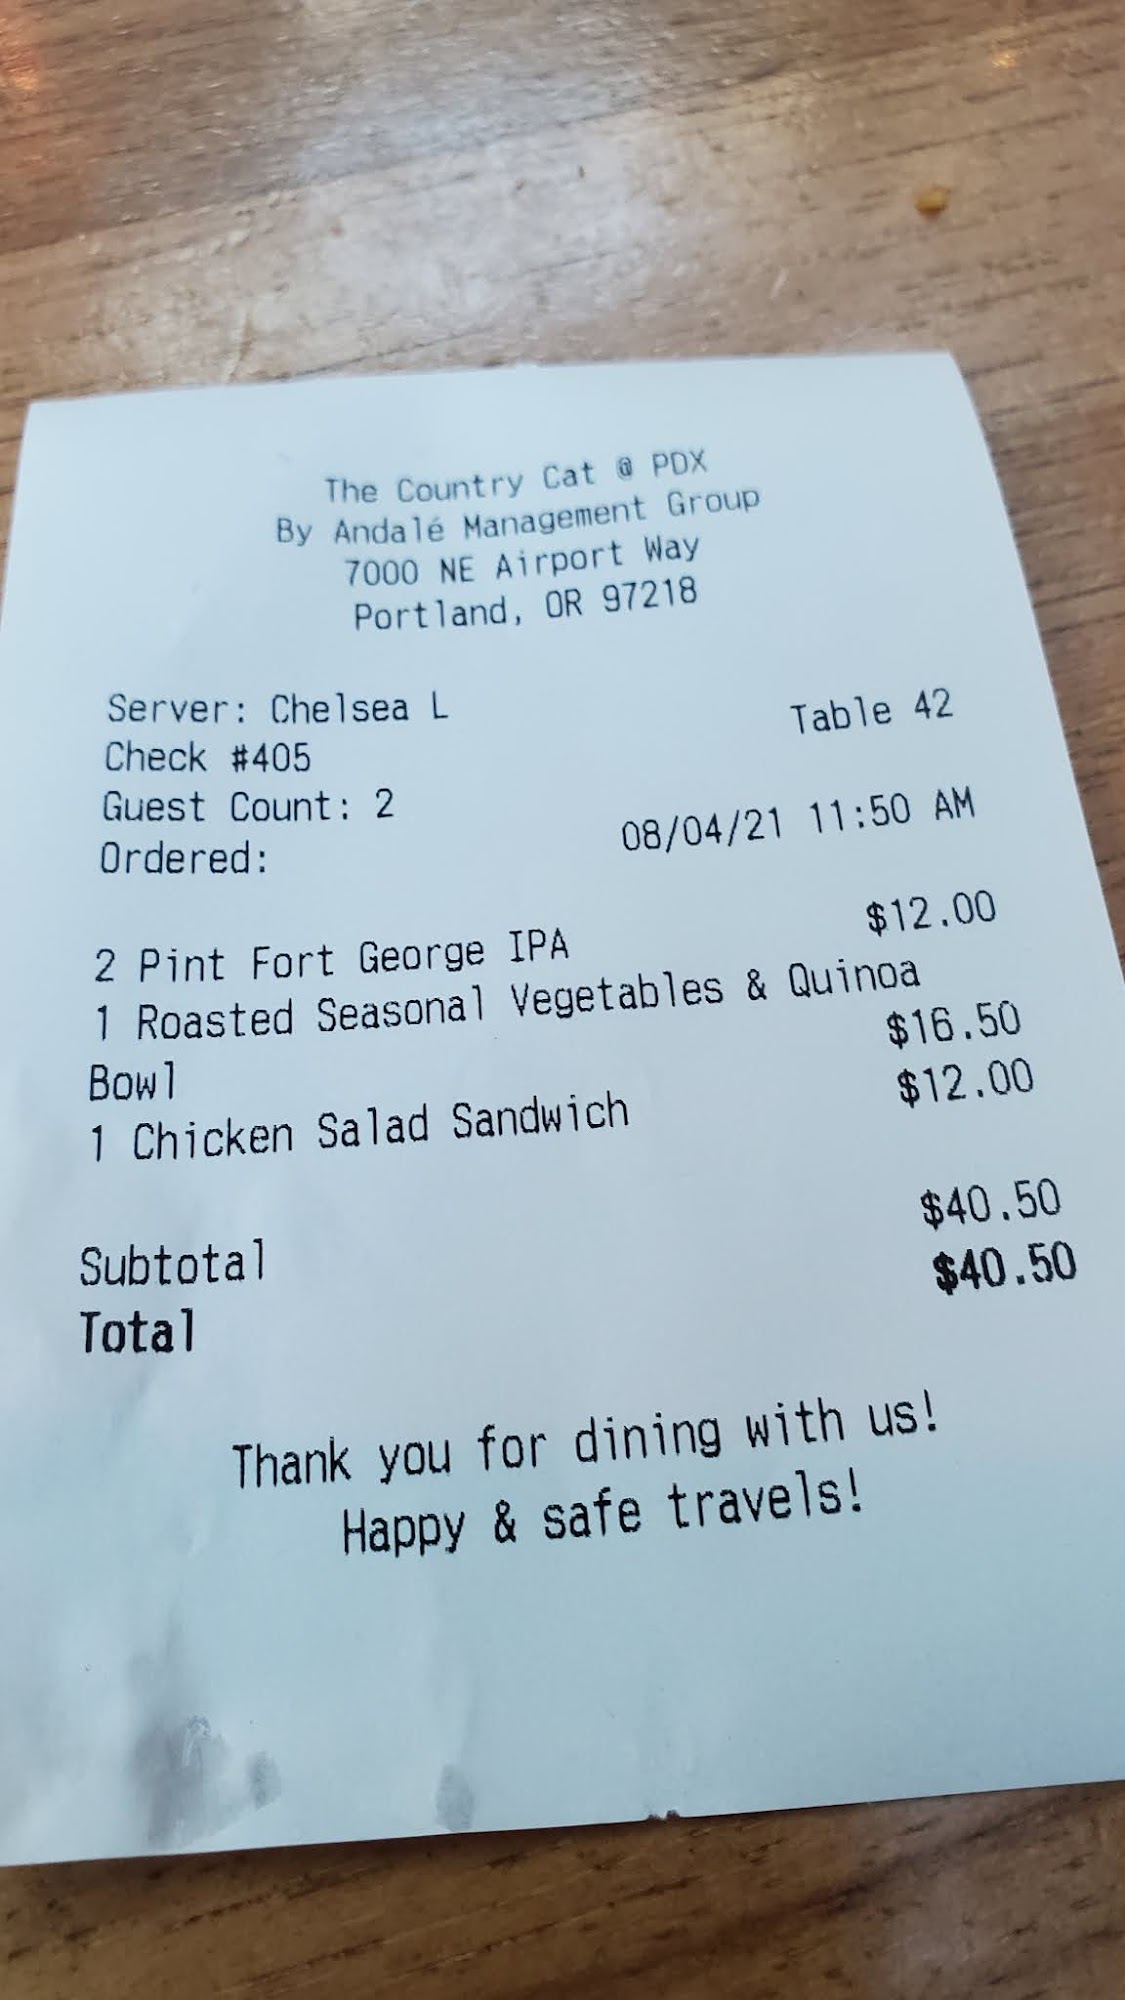 The Country Cat @ PDX
By Andalé Management Group
7000 NE Airport Way
Portland, OR 97218
Server: Chelsea L Table 42
Check #405
Guest Count: 2
Ordered: 08/04/21 11:50 AM
2 Pint Fort George IPA $12.00
1 Roasted Seasonal Vegetables & Quinoa
Bowl $16.50
1 Chicken Salad Sandwich $12.00
Subtotal $40.50
Total $40.50
Thank you for dining with us!
Happy & safe travels!